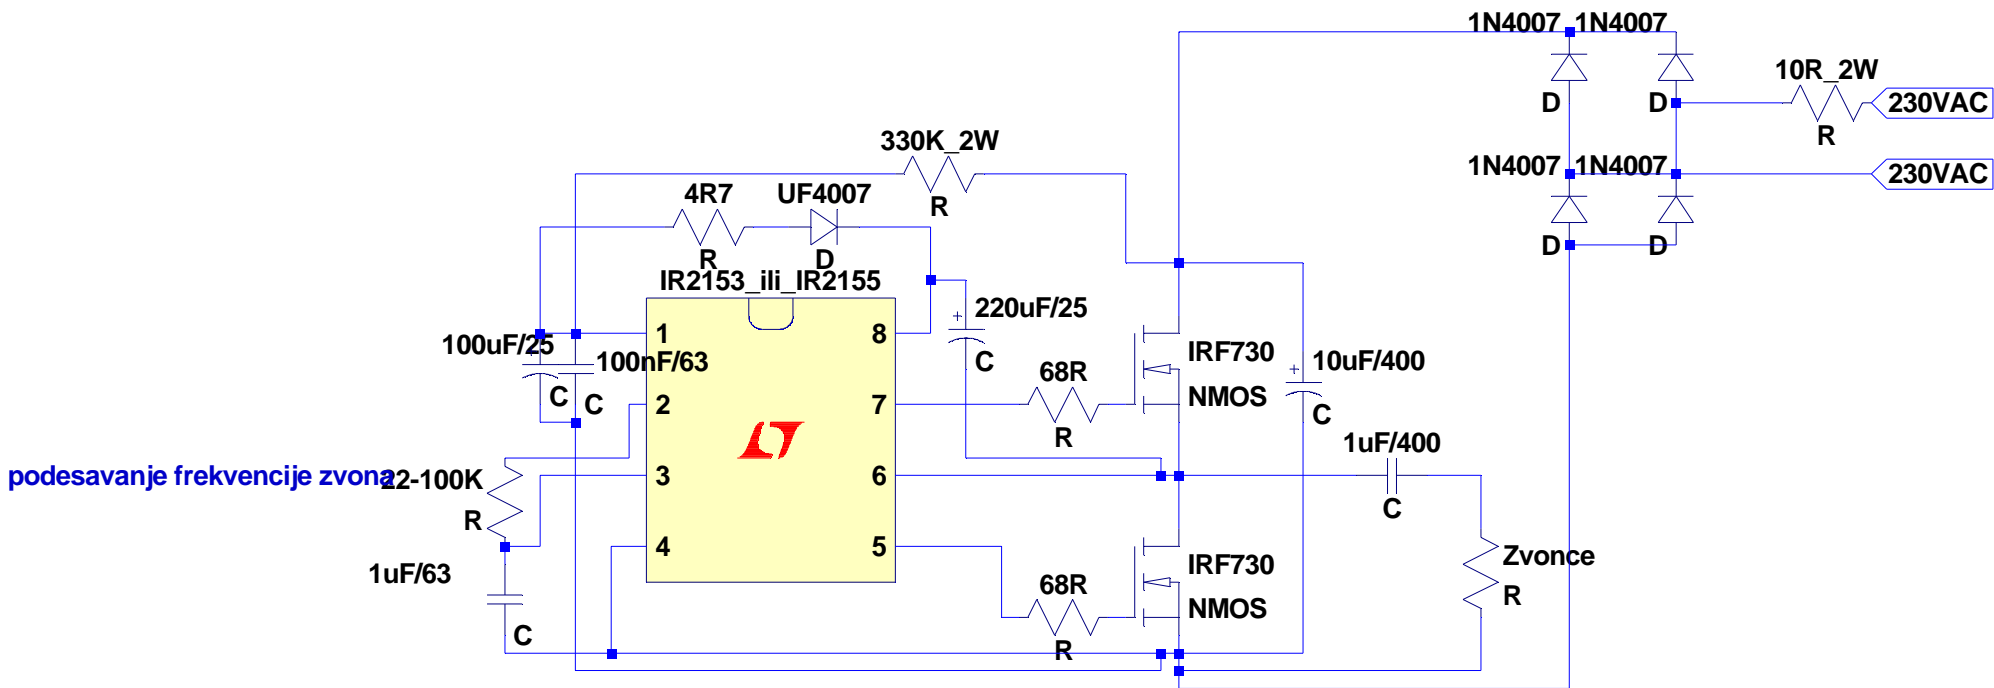 1N4007 1N4007
10R_2W
D D
230VAC
R
330K_2W
1N4007 1N4007
230VAC
4R7
UF4007
R
R
D
D D
IR2153_ili_IR2155
220uF/25
1
8
100uF/25
100nF/63
IRF730
10uF/400
C
68R
C
C
NMOS
2
7
C
R
1uF/400
podesavanje frekvencije zvona
22-100K
3
6
C
R
4
5
IRF730
Zvonce
1uF/63
68R
R
NMOS
C
R